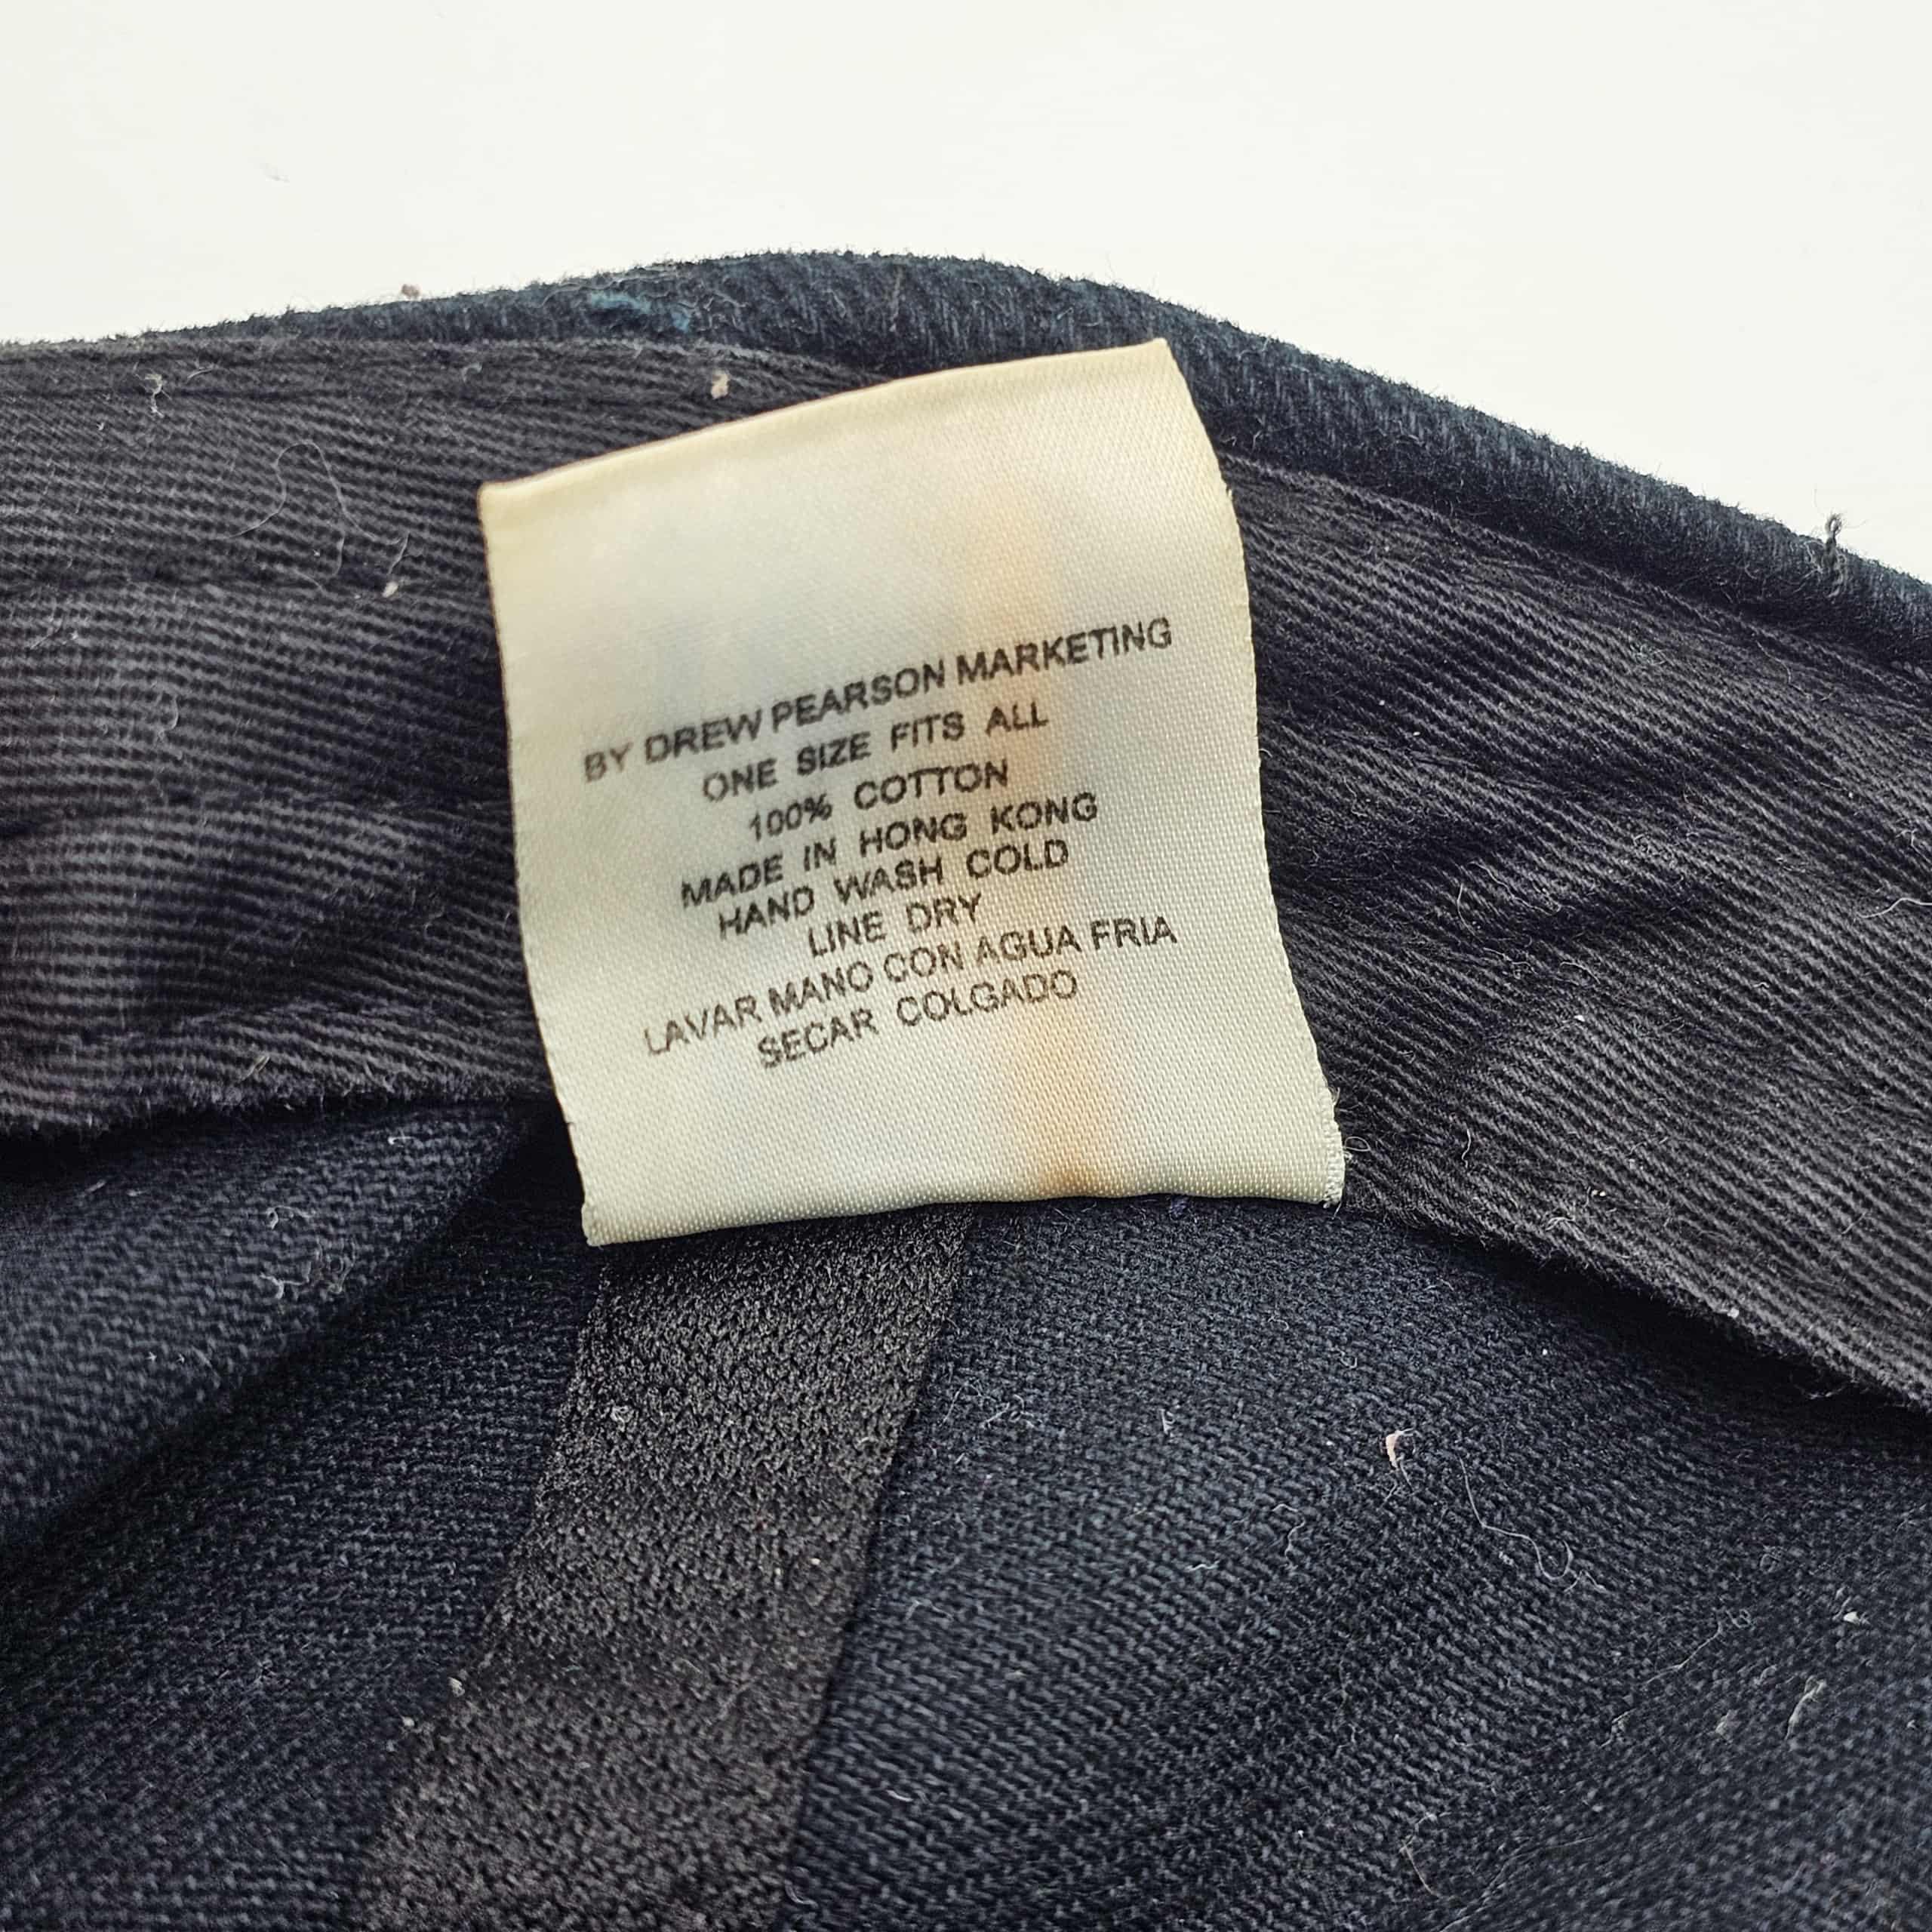 BY DREW PEARSON MARKETING
ONE SIZE FITS ALL
100% COTTON
MADE IN HONG KONG
HAND WASH COLD
LINE DRY
LAVAR MANO CON AGUA FRIA
SECAR COLGADO